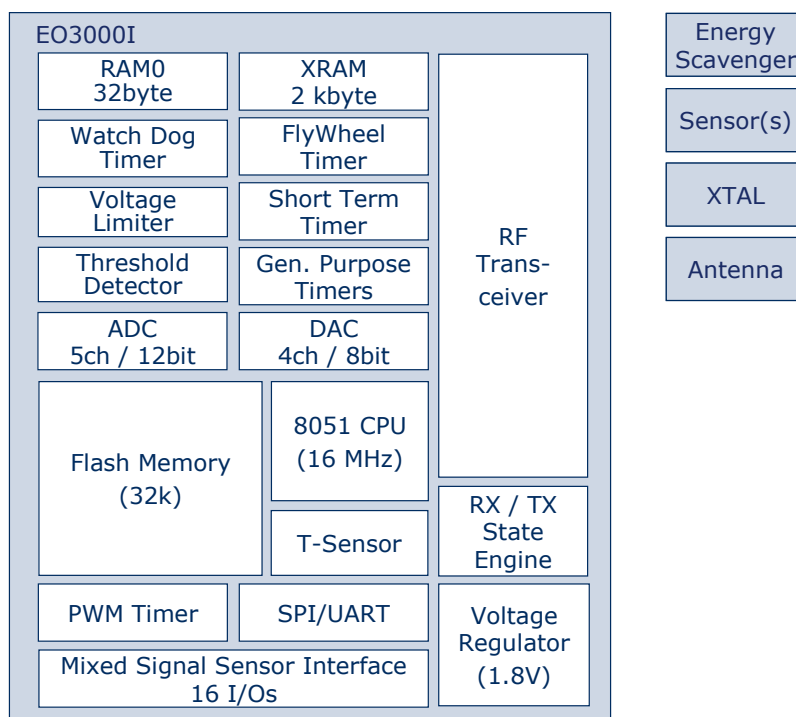 EO3000I
RAM0
32byte
XRAM
2 kbyte
Watch Dog
Timer
FlyWheel
Timer
Voltage
Limiter
Short Term
Timer
Threshold
Detector
Gen. Purpose
Timers
ADC
5ch / 12bit
DAC
4ch / 8bit
RF
Trans-
ceiver
Flash Memory
(32k)
8051 CPU
(16 MHz)
T-Sensor
RX / TX
State
Engine
PWM Timer
SPI/UART
Voltage
Regulator
(1.8V)
Mixed Signal Sensor Interface
16 I/Os
Energy
Scavenger
Sensor(s)
XTAL
Antenna